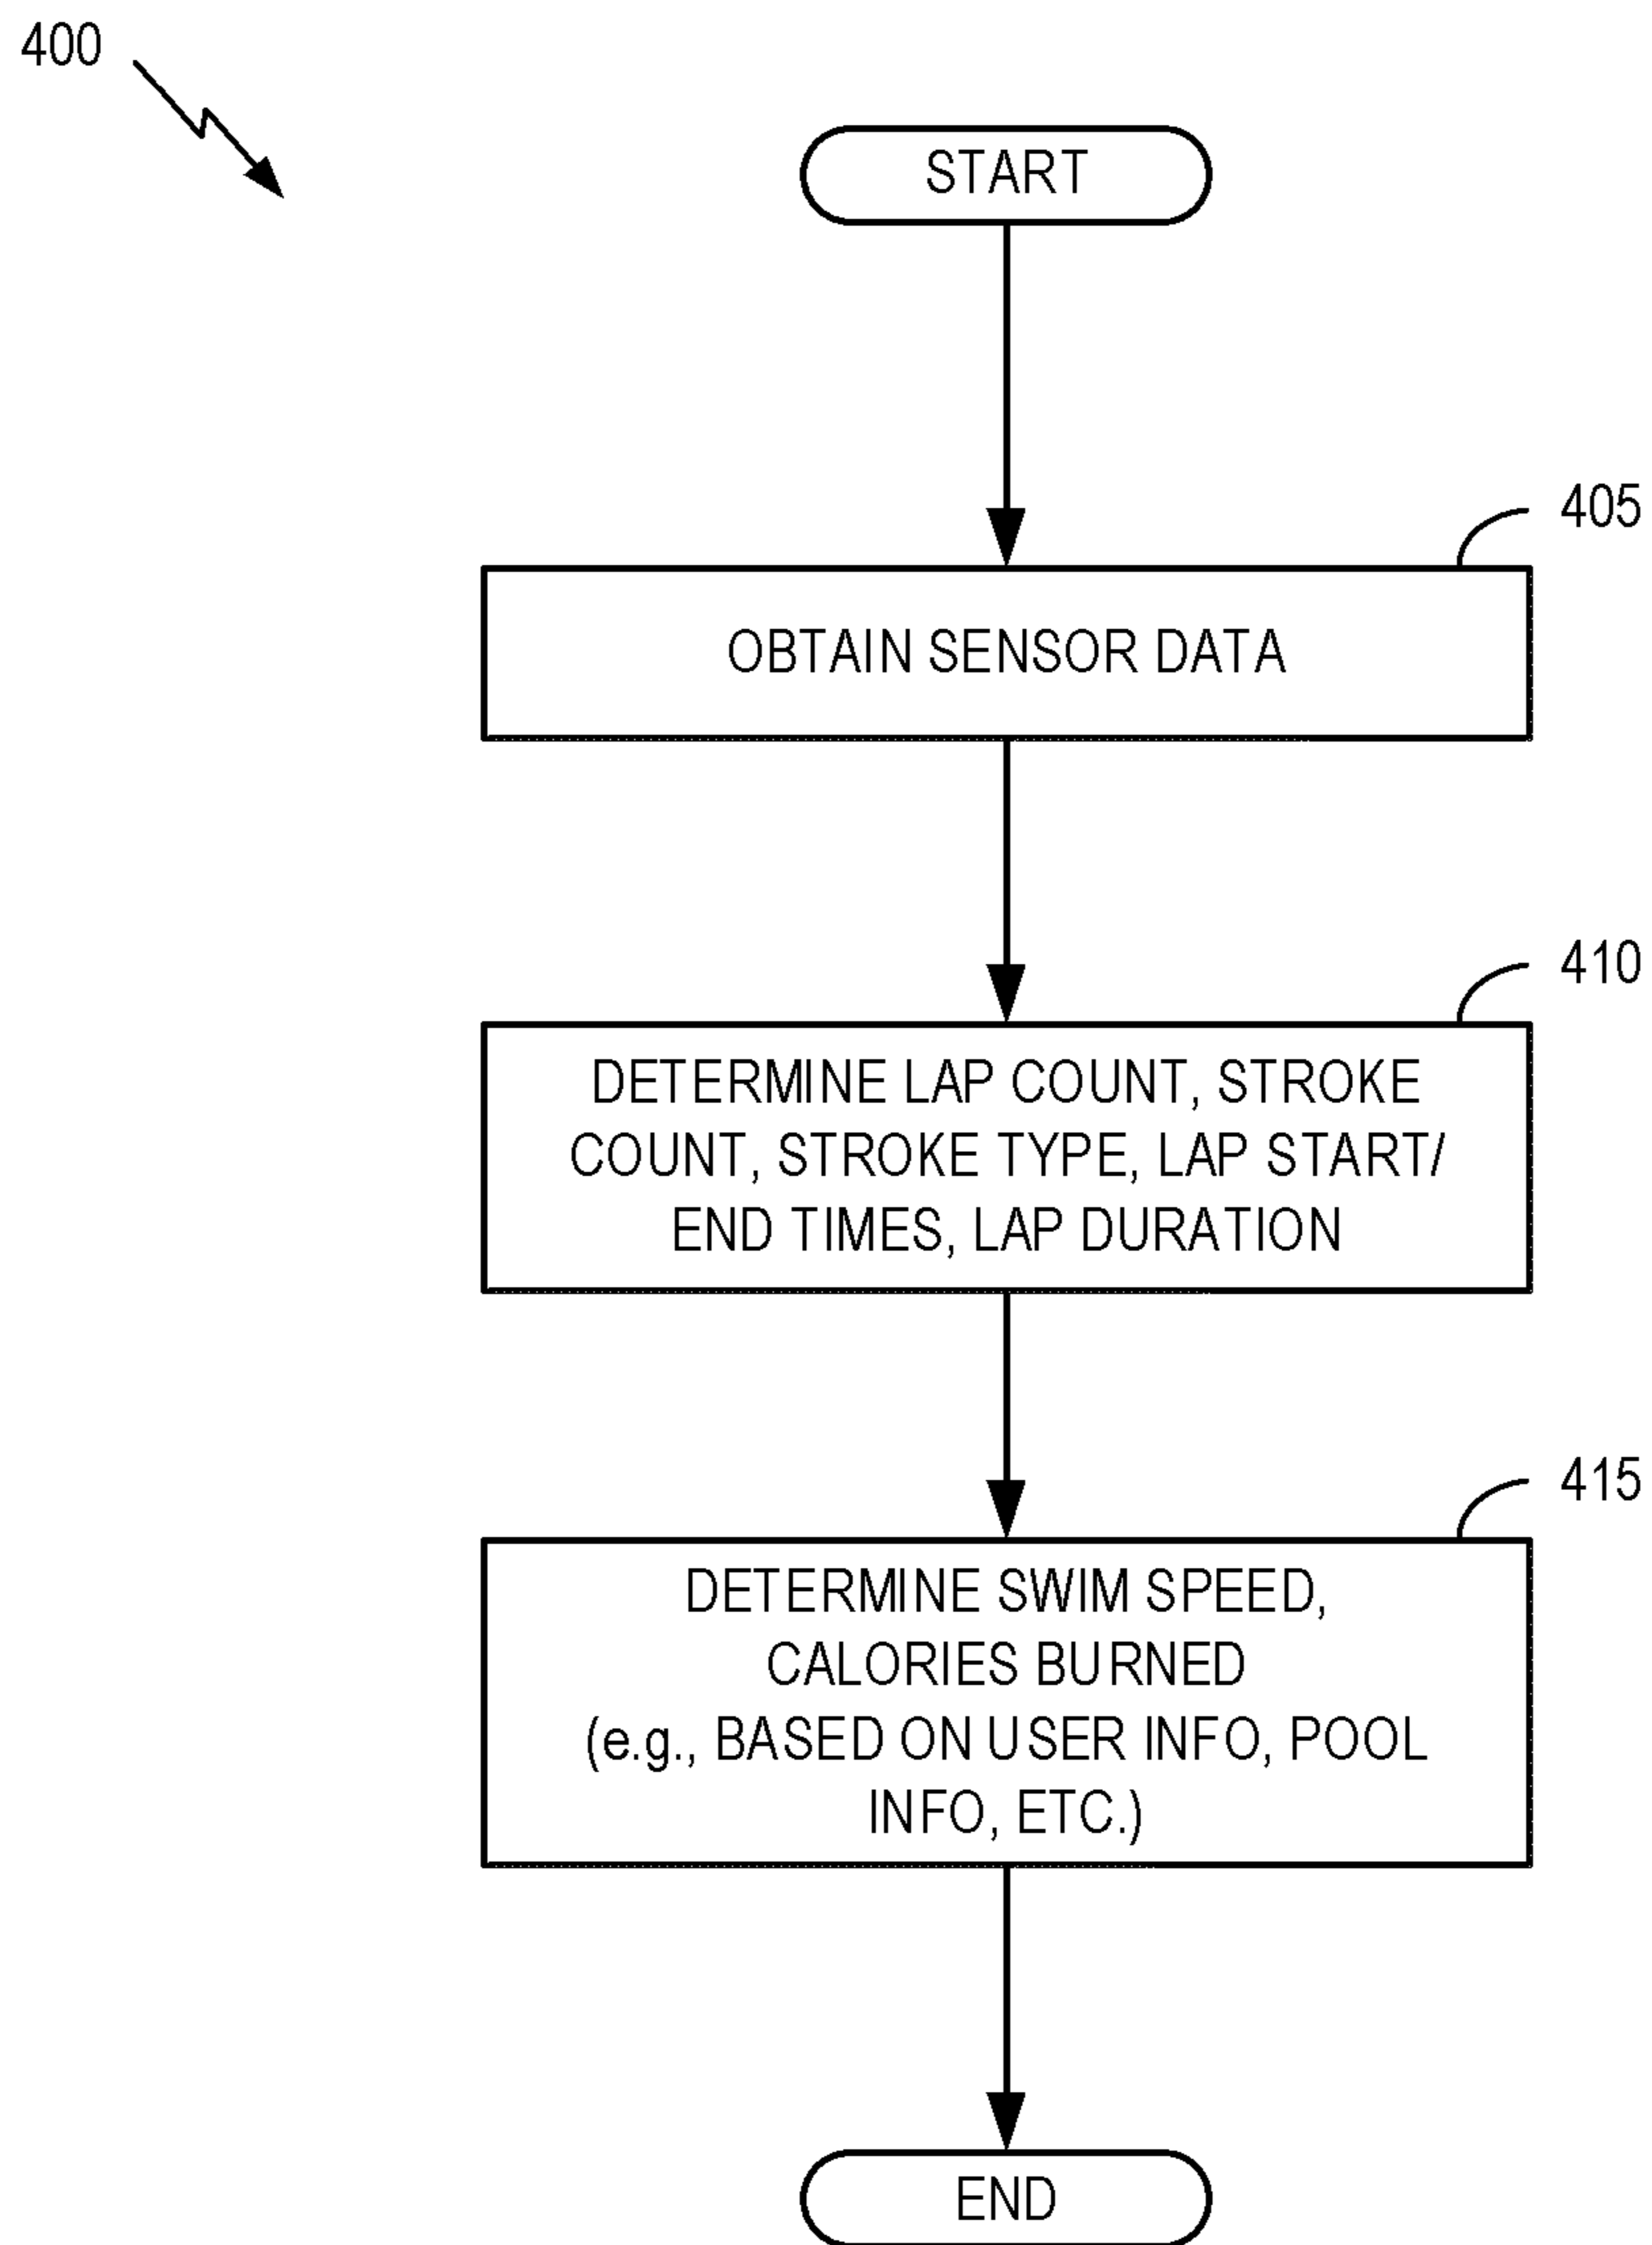 400
START
405
OBTAIN SENSOR DATA
410
DETERMINE LAP COUNT, STROKE
COUNT, STROKE TYPE, LAP START/
END TIMES, LAP DURATION
415
DETERMINE SWIM SPEED,
CALORIES BURNED
(e.g., BASED ON USER INFO, POOL
INFO, ETC.)
END